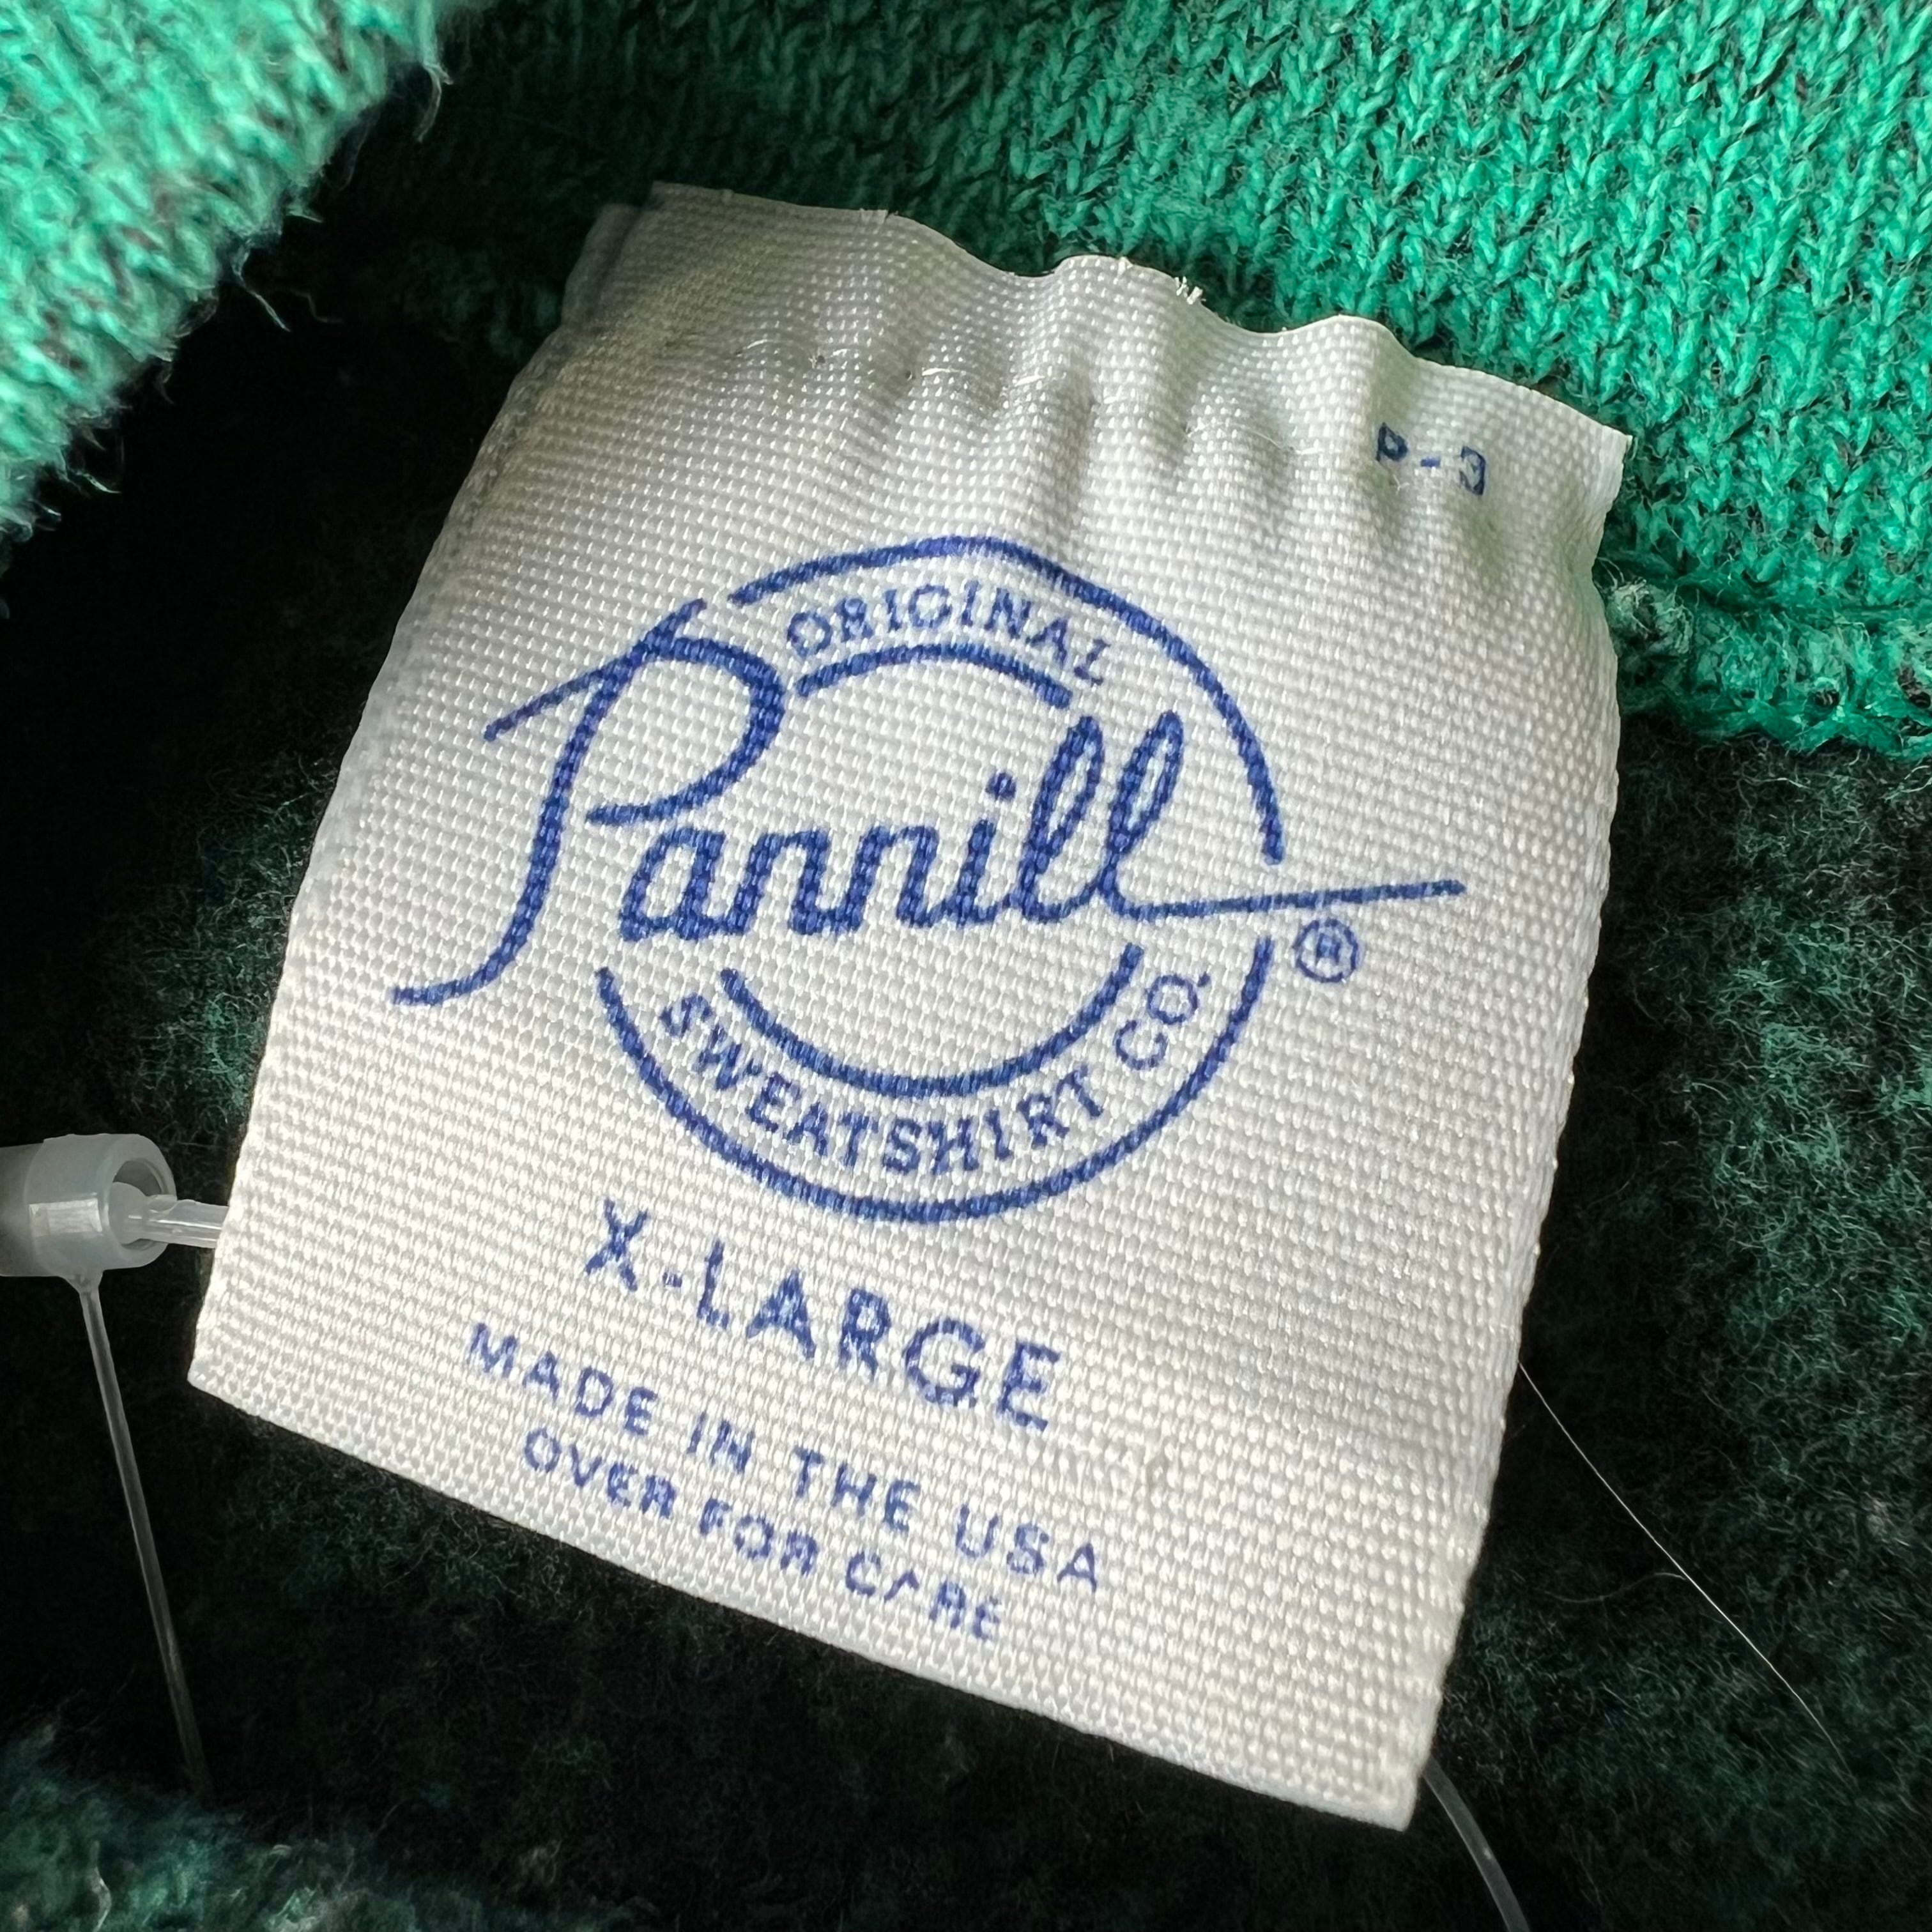 P-3
ORIGINAL
Pannill
®
SWEATSHIRT CO.
X-LARGE
MADE IN THE USA
OVER FOR CARE